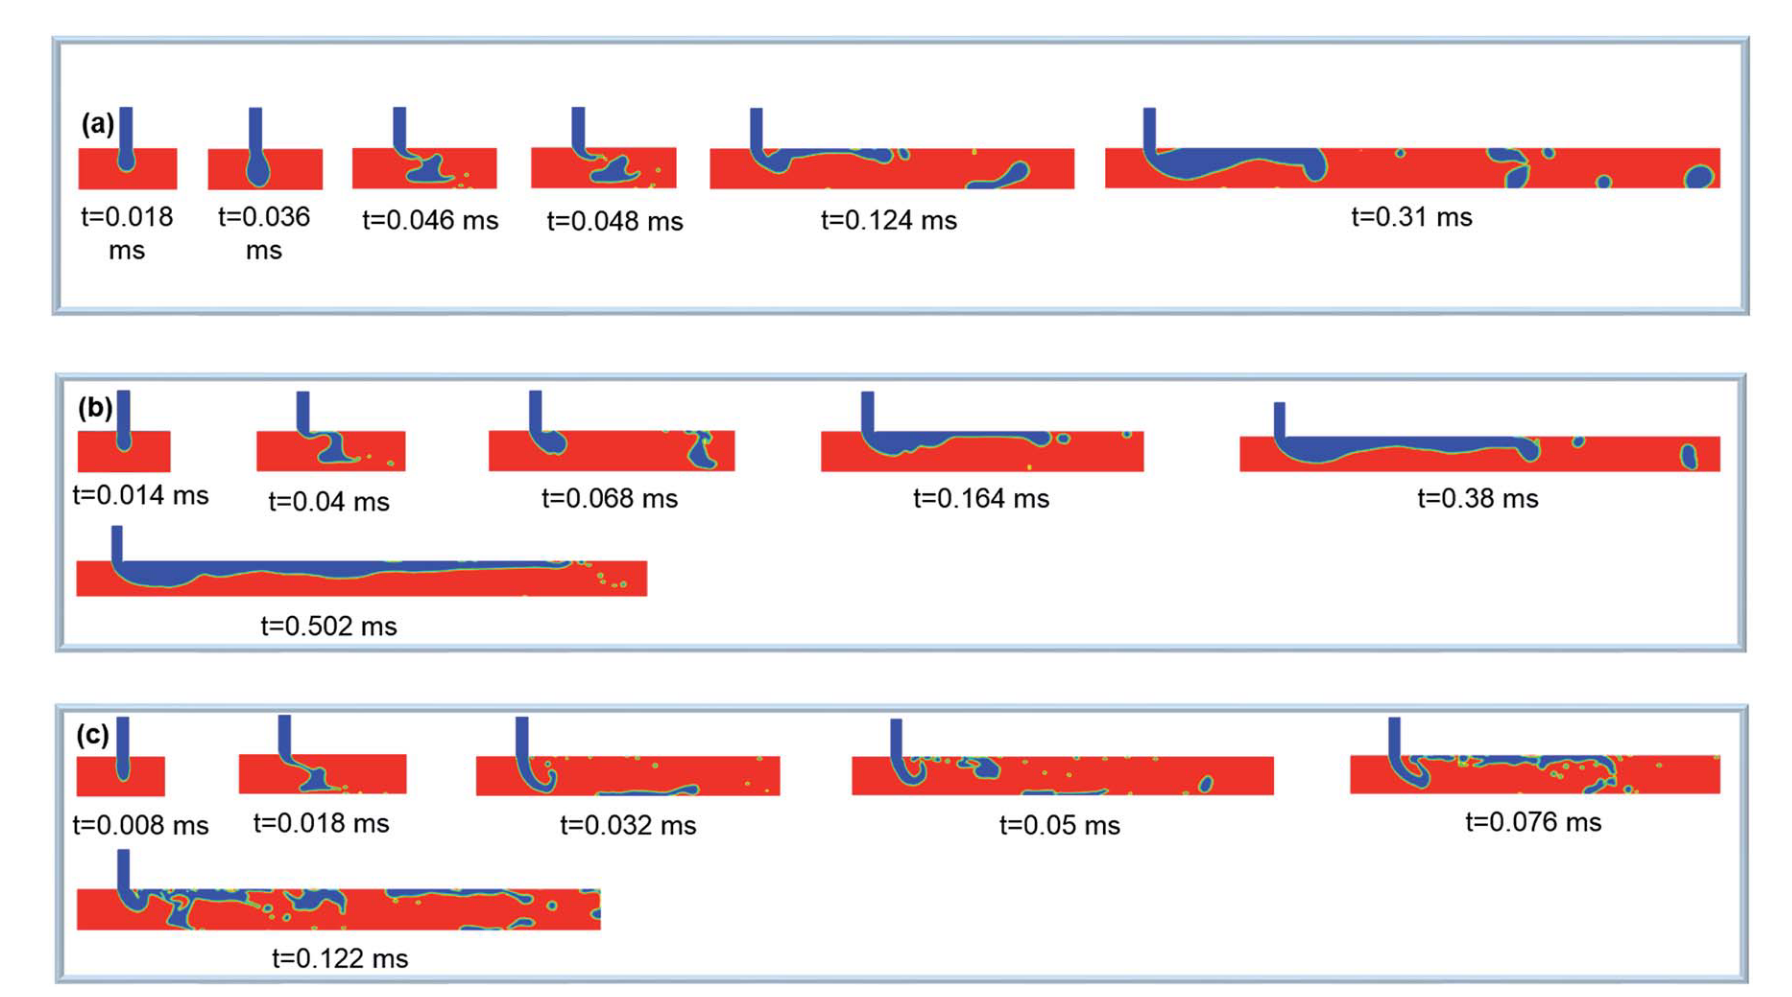 (a)
t=0.018 ms
t=0.036 ms
t=0.046 ms
t=0.048 ms
t=0.124 ms
t=0.31 ms
(b)
t=0.014 ms
t=0.04 ms
t=0.068 ms
t=0.164 ms
t=0.38 ms
t=0.502 ms
(c)
t=0.008 ms
t=0.018 ms
t=0.032 ms
t=0.05 ms
t=0.076 ms
t=0.122 ms